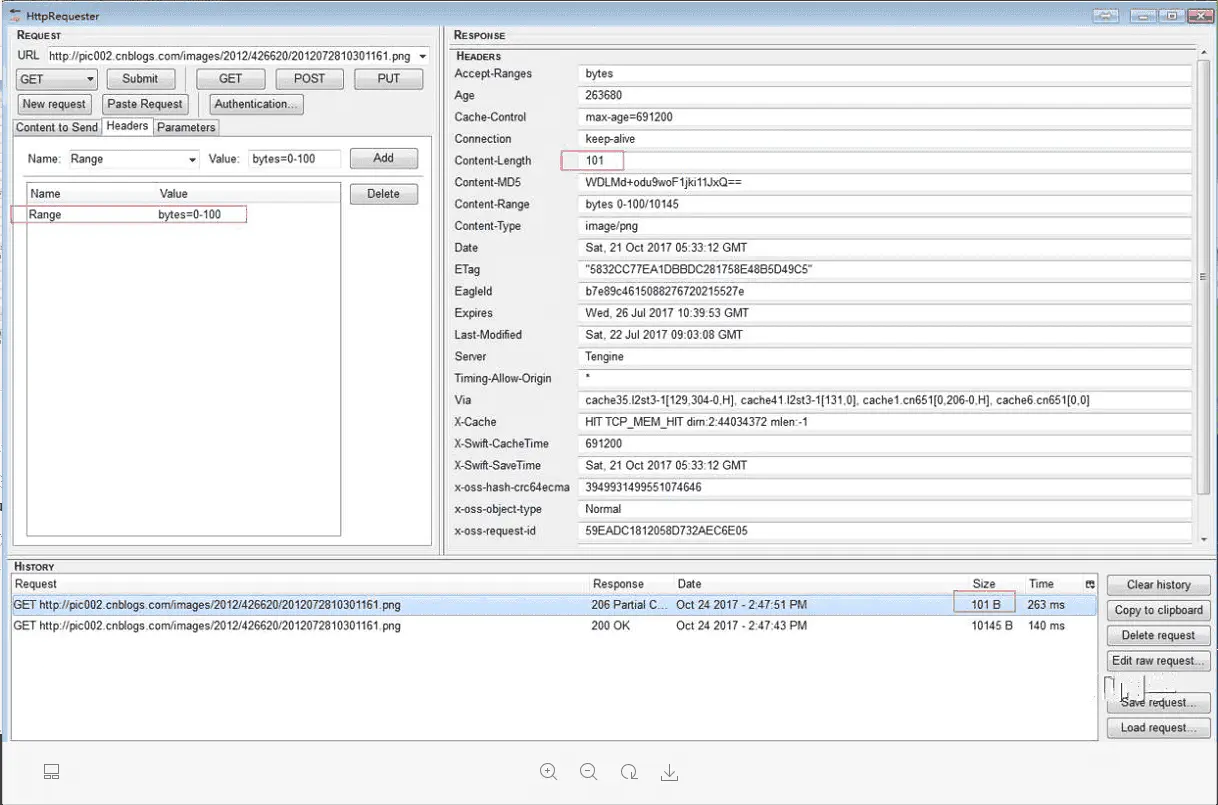 HttpRequester
REQUEST
URL http://pic002.cnblogs.com/images/2012/426620/2012072810301161.png
GET Submit GET POST PUT
New request Paste Request Authentication...
Content to Send Headers Parameters
Name: Range Value: bytes=0-100 Add
Name Value Delete
Range bytes=0-100
RESPONSE
HEADERS
Accept-Ranges bytes
Age 263680
Cache-Control max-age=691200
Connection keep-alive
Content-Length 101
Content-MD5 WDLMd+odu9woF1jki11JxQ==
Content-Range bytes 0-100/10145
Content-Type image/png
Date Sat, 21 Oct 2017 05:33:12 GMT
ETag "5832CC77EA1DBBDC281758E48B5D49C5"
EagleId b7e89c4615088276720215527e
Expires Wed, 26 Jul 2017 10:39:53 GMT
Last-Modified Sat, 22 Jul 2017 09:03:08 GMT
Server Tengine
Timing-Allow-Origin *
Via cache35.l2st3-1[129,304-0,H], cache41.l2st3-1[131,0], cache1.cn651[0,206-0,H], cache6.cn651[0,0]
X-Cache HIT TCP_MEM_HIT dirn:2:44034372 mlen:-1
X-Swift-CacheTime 691200
X-Swift-SaveTime Sat, 21 Oct 2017 05:33:12 GMT
x-oss-hash-crc64ecma 3949931499551074646
x-oss-object-type Normal
x-oss-request-id 59EADC1812058D732AEC6E05
HISTORY
Request Response Date Size Time
GET http://pic002.cnblogs.com/images/2012/426620/2012072810301161.png 206 Partial C... Oct 24 2017 - 2:47:51 PM 101 B 263 ms
GET http://pic002.cnblogs.com/images/2012/426620/2012072810301161.png 200 OK Oct 24 2017 - 2:47:43 PM 10145 B 140 ms
Clear history
Copy to clipboard
Delete request
Edit raw request...
Save request...
Load request...